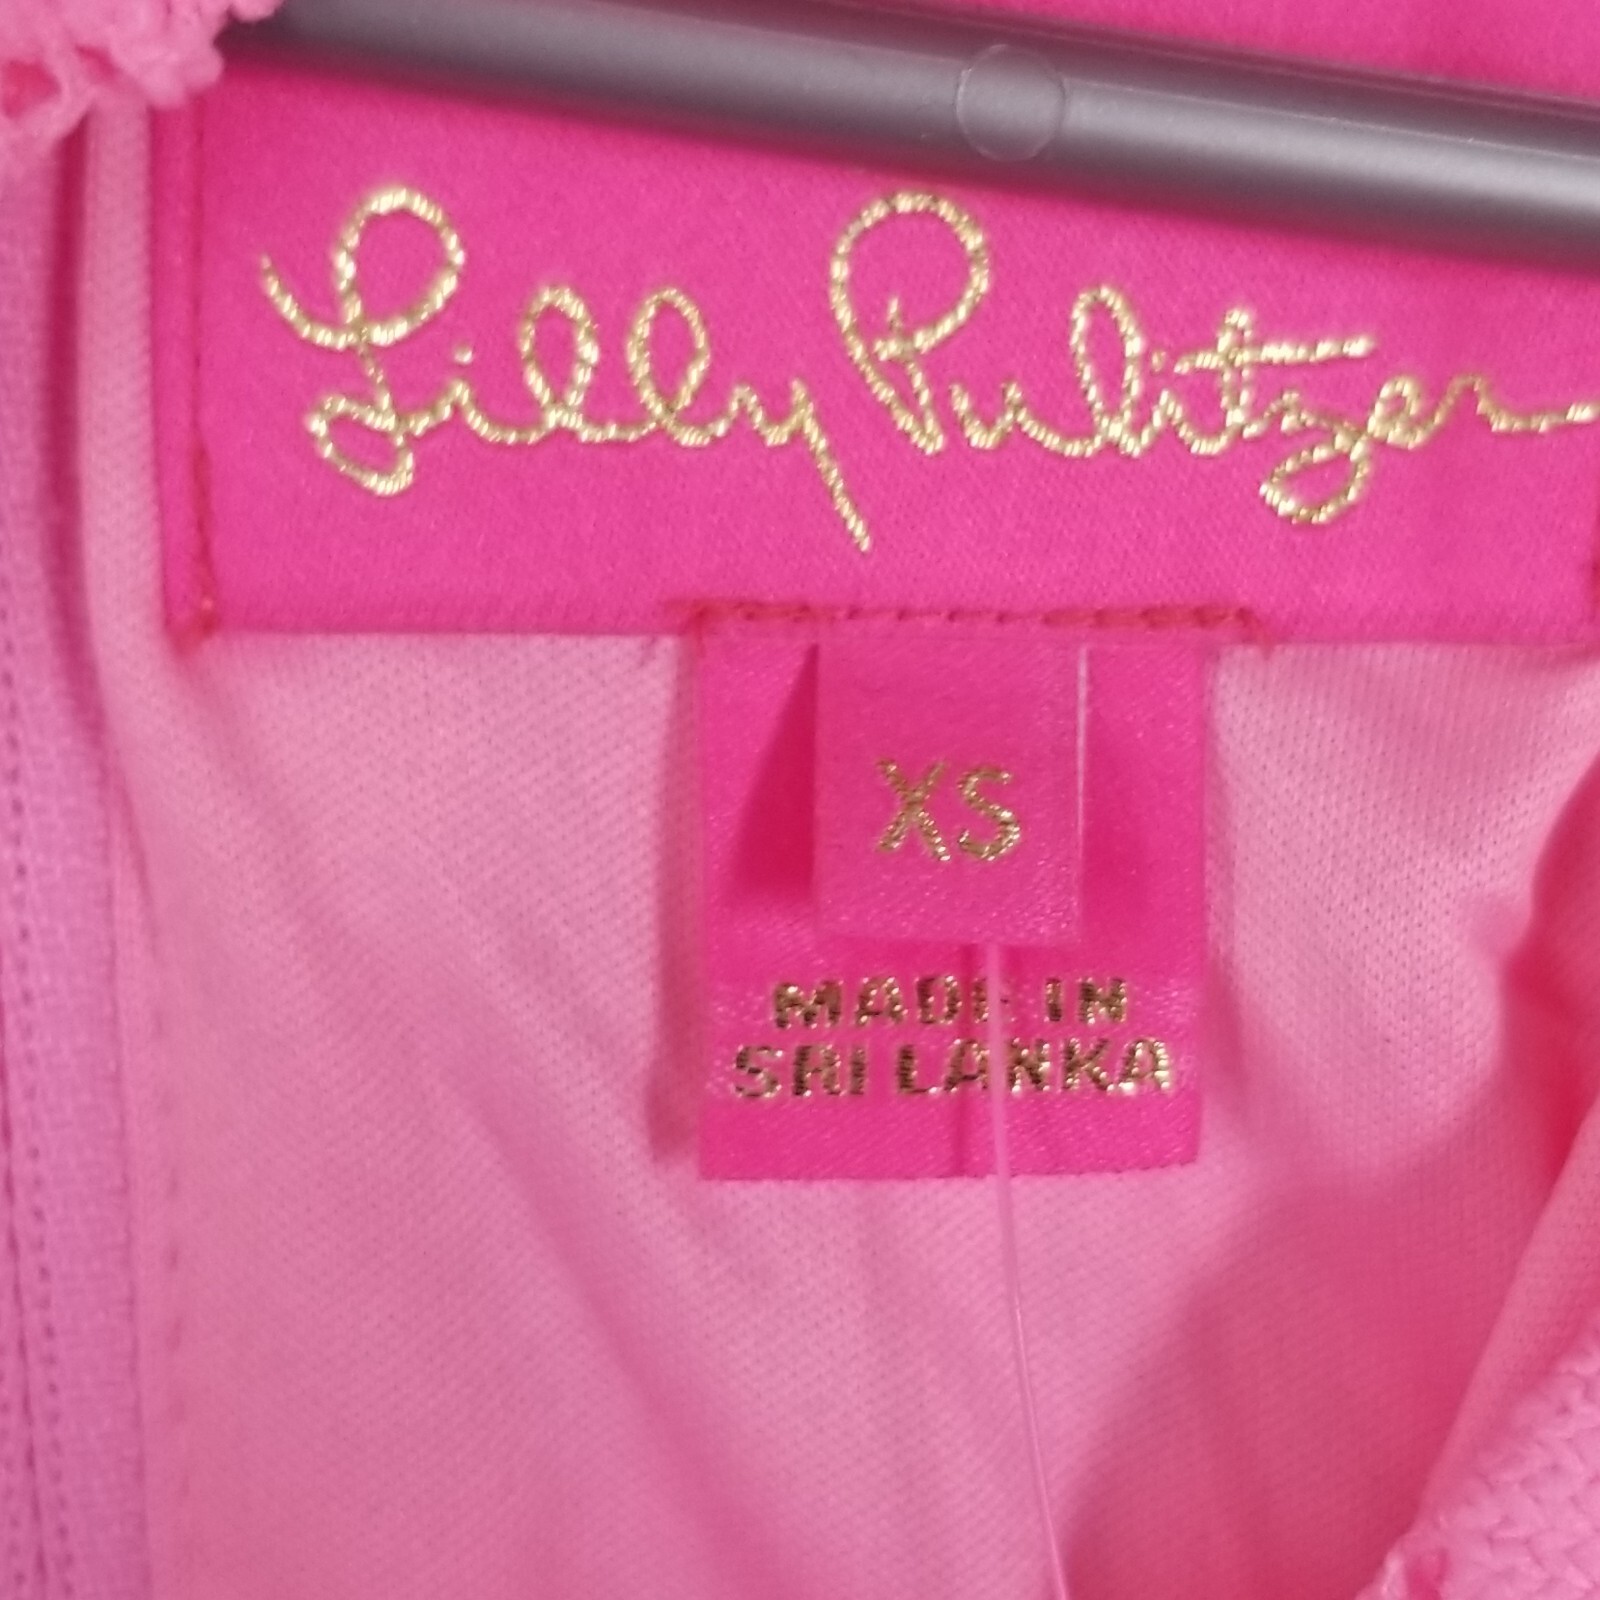 Lilly Pulitzer
XS
MADE IN
SRI LANKA